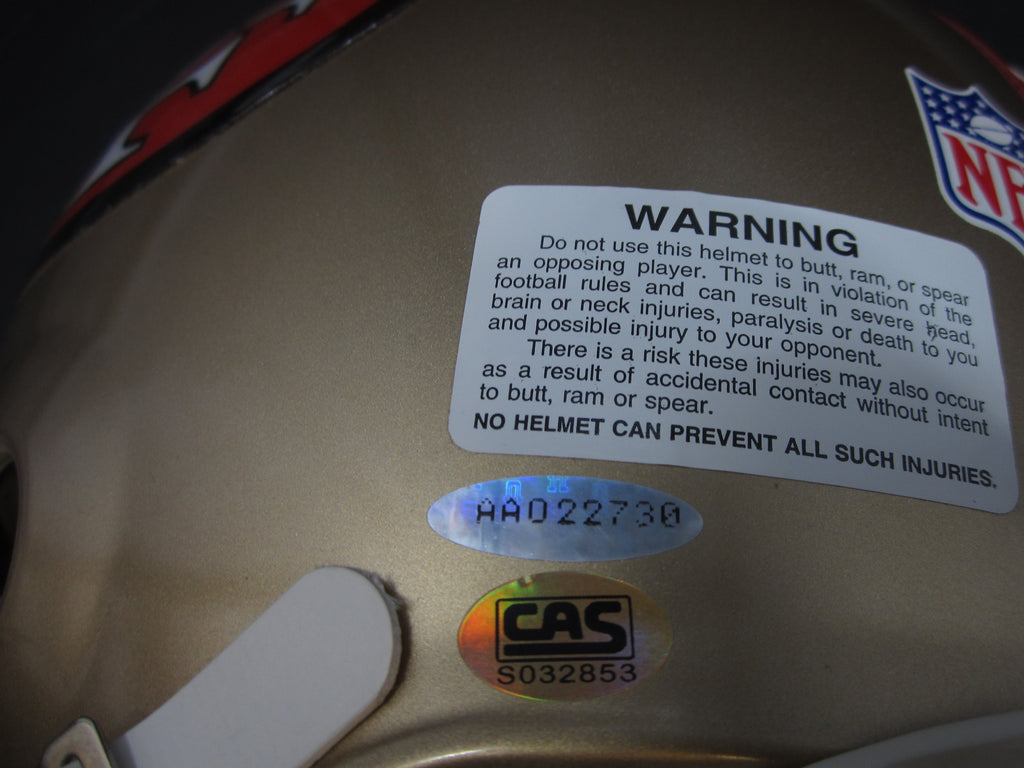 NF
WARNING
Do not use this helmet to butt, ram, or spear
an opposing player. This is in violation of the
football rules and can result in severe head,
brain or neck injuries, paralysis or death to you
and possible injury to your opponent.
There is a risk these injuries may also occur
as a result of accidental contact without intent
to butt, ram or spear.
NO HELMET CAN PREVENT ALL SUCH INJURIES.
AA022730
CAS
S032853